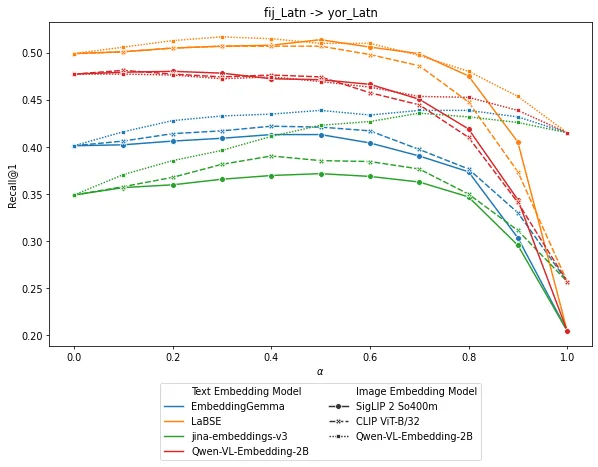 fij_Latn -> yor_Latn
Recall@1
0.50
0.45
0.40
0.35
0.30
0.25
0.20
0.0 0.2 0.4 0.6 0.8 1.0
α
Text Embedding Model Image Embedding Model
EmbeddingGemma SigLIP 2 So400m
LaBSE CLIP ViT-B/32
jina-embeddings-v3 Qwen-VL-Embedding-2B
Qwen-VL-Embedding-2B